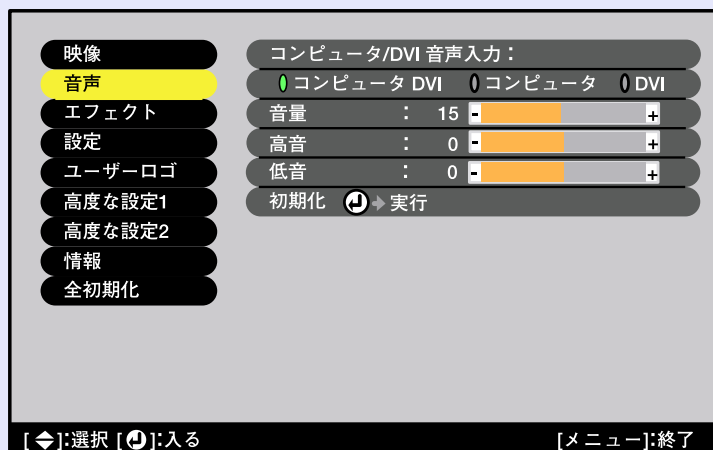 映像
音声
エフェクト
設定
ユーザーロゴ
高度な設定1
高度な設定2
情報
全初期化
コンピュータ/DVI 音声入力：
コンピュータ DVI コンピュータ DVI
音量 ： 15 - +
高音 ： 0 - +
低音 ： 0 - +
初期化 実行
[ ]:選択 [ ]:入る [メニュー]:終了